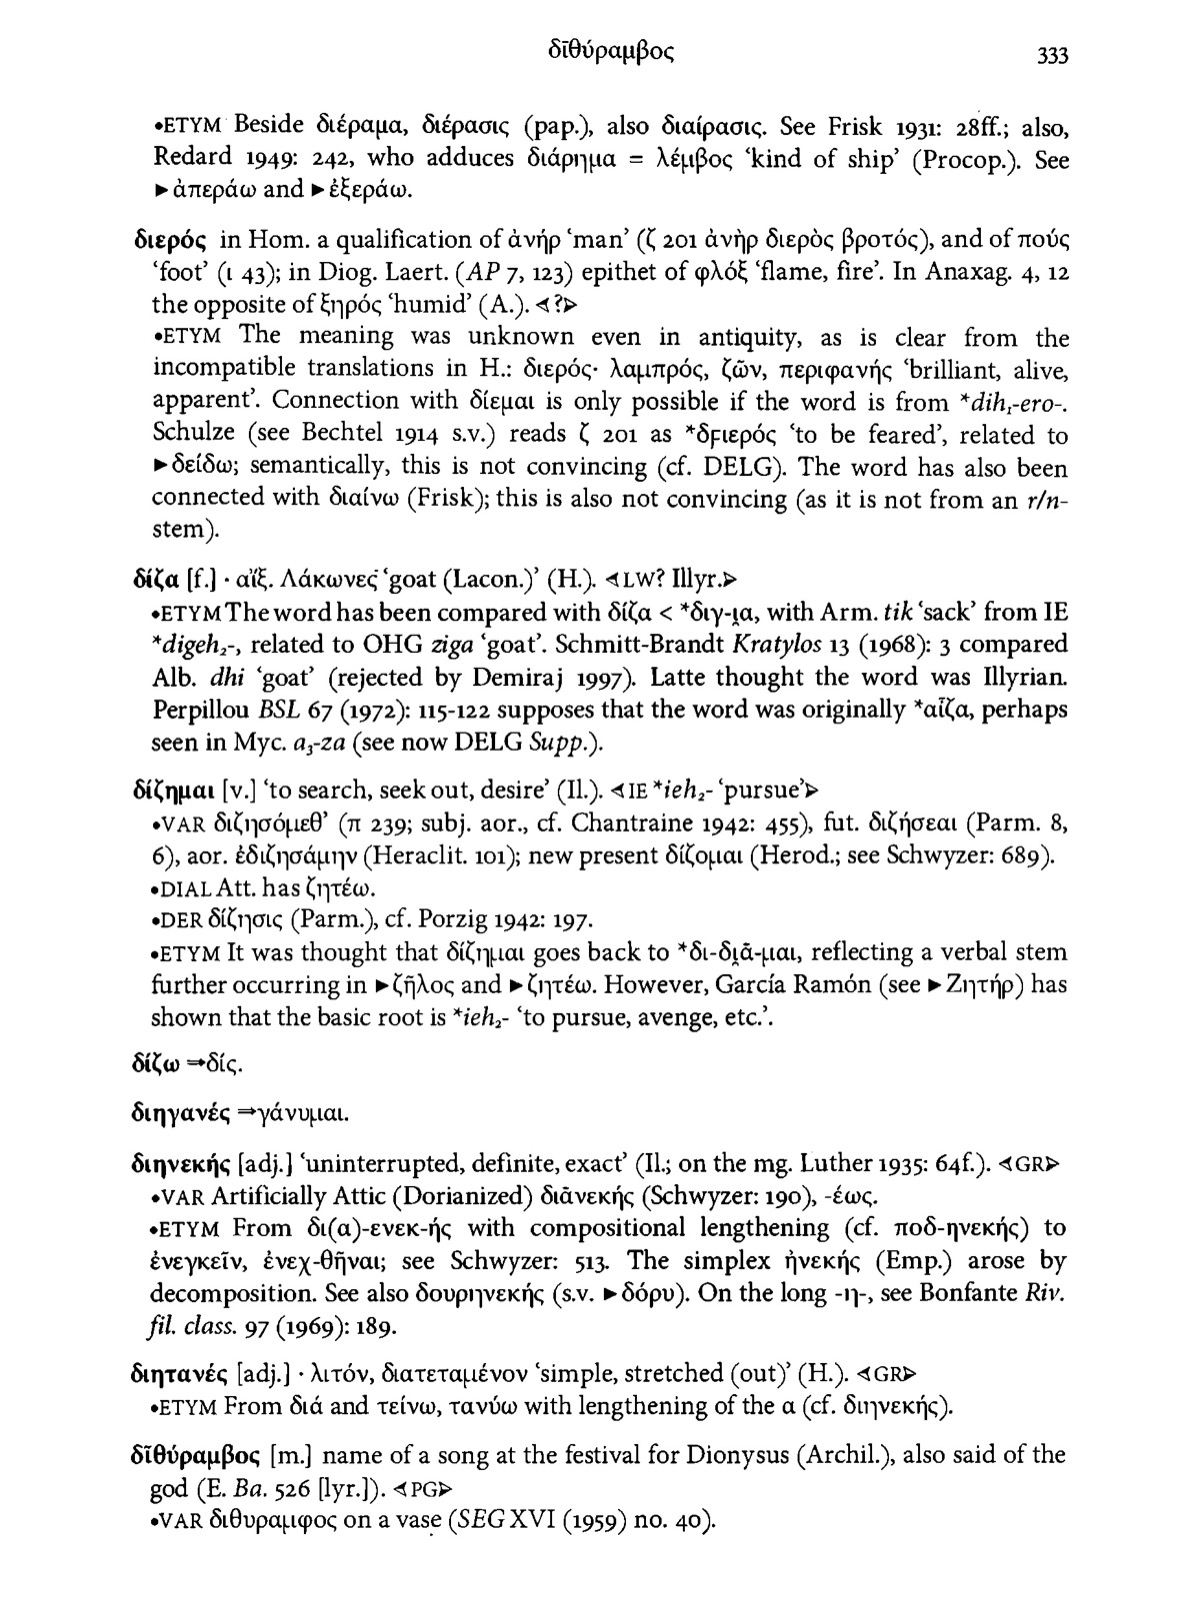 δῑθύραμβος
333
•ETYM Beside διέραμα, διέρασις (pap.), also διαίρασις. See Frisk 1931: 28ff.; also,
Redard 1949: 242, who adduces διάρημα = λέμβος ‘kind of ship’ (Procop.). See
►ἀπεράω and ►ἐξεράω.
διερός in Hom. a qualification of ἀνήρ ‘man’ (ζ 201 ἀνὴρ διερὸς βροτός), and of πούς
‘foot’ (ι 43); in Diog. Laert. (AP 7, 123) epithet of φλόξ ‘flame, fire’. In Anaxag. 4, 12
the opposite of ξηρός ‘humid’ (A.). ⊲?⊳
•ETYM The meaning was unknown even in antiquity, as is clear from the
incompatible translations in H.: διερός· λαμπρός, ζῶν, περιφανής ‘brilliant, alive,
apparent’. Connection with δίεμαι is only possible if the word is from *dih₁-ero-.
Schulze (see Bechtel 1914 s.v.) reads ζ 201 as *δϝιερός ‘to be feared’, related to
►δείδω; semantically, this is not convincing (cf. DELG). The word has also been
connected with διαίνω (Frisk); this is also not convincing (as it is not from an r/n-
stem).
δίζα [f.] · αἴξ. Λάκωνες ‘goat (Lacon.)’ (H.). ⊲LW? Illyr.⊳
•ETYM The word has been compared with δίζα < *διγ-ι̯α, with Arm. tik ‘sack’ from IE
*digeh₂-, related to OHG ziga ‘goat’. Schmitt-Brandt Kratylos 13 (1968): 3 compared
Alb. dhi ‘goat’ (rejected by Demiraj 1997). Latte thought the word was Illyrian.
Perpillou BSL 67 (1972): 115-122 supposes that the word was originally *αἶζα, perhaps
seen in Myc. a₃-za (see now DELG Supp.).
δίζημαι [v.] ‘to search, seek out, desire’ (Il.). ⊲IE *ieh₂- ‘pursue’⊳
•VAR διζησόμεθ’ (π 239; subj. aor., cf. Chantraine 1942: 455), fut. διζήσεαι (Parm. 8,
6), aor. ἐδιζησάμην (Heraclit. 101); new present δίζομαι (Herod.; see Schwyzer: 689).
•DIAL Att. has ζητέω.
•DER δίζησις (Parm.), cf. Porzig 1942: 197.
•ETYM It was thought that δίζημαι goes back to *δι-δι̯ᾱ-μαι, reflecting a verbal stem
further occurring in ►ζῆλος and ►ζητέω. However, García Ramón (see ►Ζητήρ) has
shown that the basic root is *ieh₂- ‘to pursue, avenge, etc.’.
δίζω ⇒δίς.
διηγανές ⇒γάνυμαι.
διηνεκής [adj.] ‘uninterrupted, definite, exact’ (Il.; on the mg. Luther 1935: 64f.). ⊲GR⊳
•VAR Artificially Attic (Dorianized) διᾱνεκής (Schwyzer: 190), -έως.
•ETYM From δι(α)-ενεκ-ής with compositional lengthening (cf. ποδ-ηνεκής) to
ἐνεγκεῖν, ἐνεχ-θῆναι; see Schwyzer: 513. The simplex ἠνεκής (Emp.) arose by
decomposition. See also δουρηνεκής (s.v. ►δόρυ). On the long -η-, see Bonfante Riv.
fil. class. 97 (1969): 189.
διητανές [adj.] · λιτόν, διατεταμένον ‘simple, stretched (out)’ (H.). ⊲GR⊳
•ETYM From διά and τείνω, τανύω with lengthening of the α (cf. διηνεκής).
δῑθύραμβος [m.] name of a song at the festival for Dionysus (Archil.), also said of the
god (E. Ba. 526 [lyr.]). ⊲PG⊳
•VAR διθυραμφος on a vase (SEG XVI (1959) no. 40).